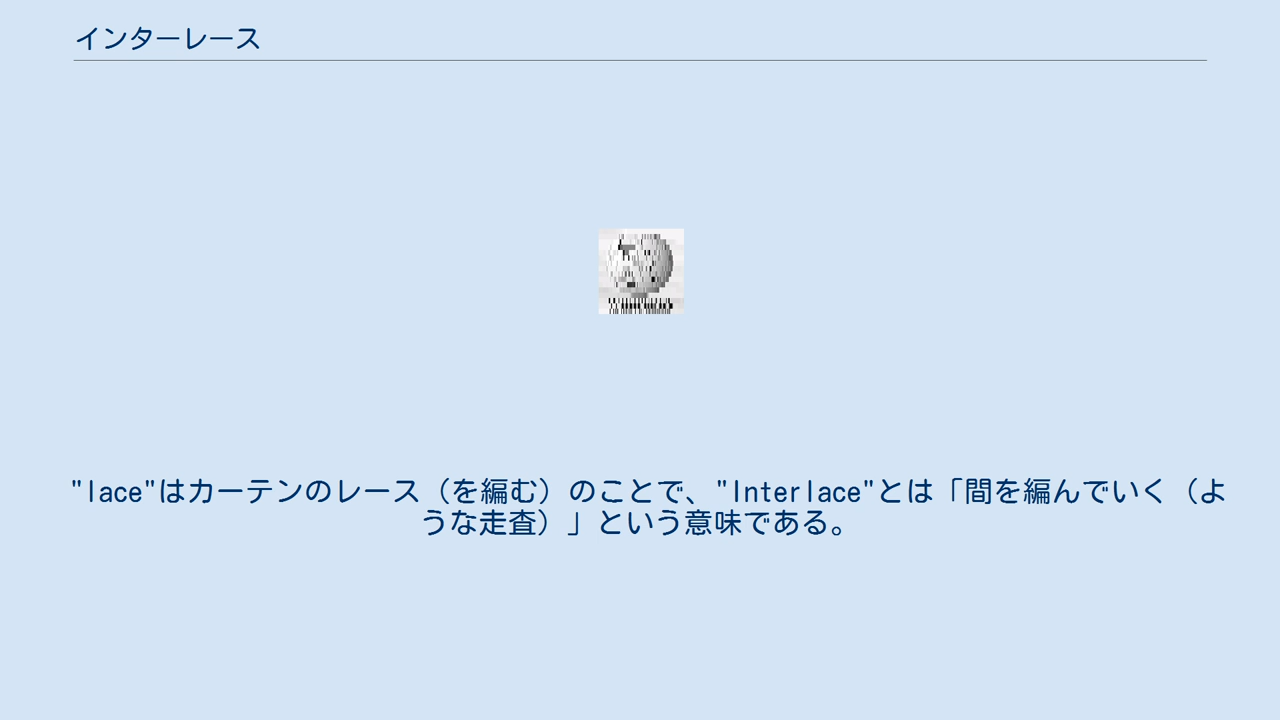 インターレース
"lace"はカーテンのレース（を編む）のことで、"Interlace"とは「間を編んでいく（よ
うな走査）」という意味である。